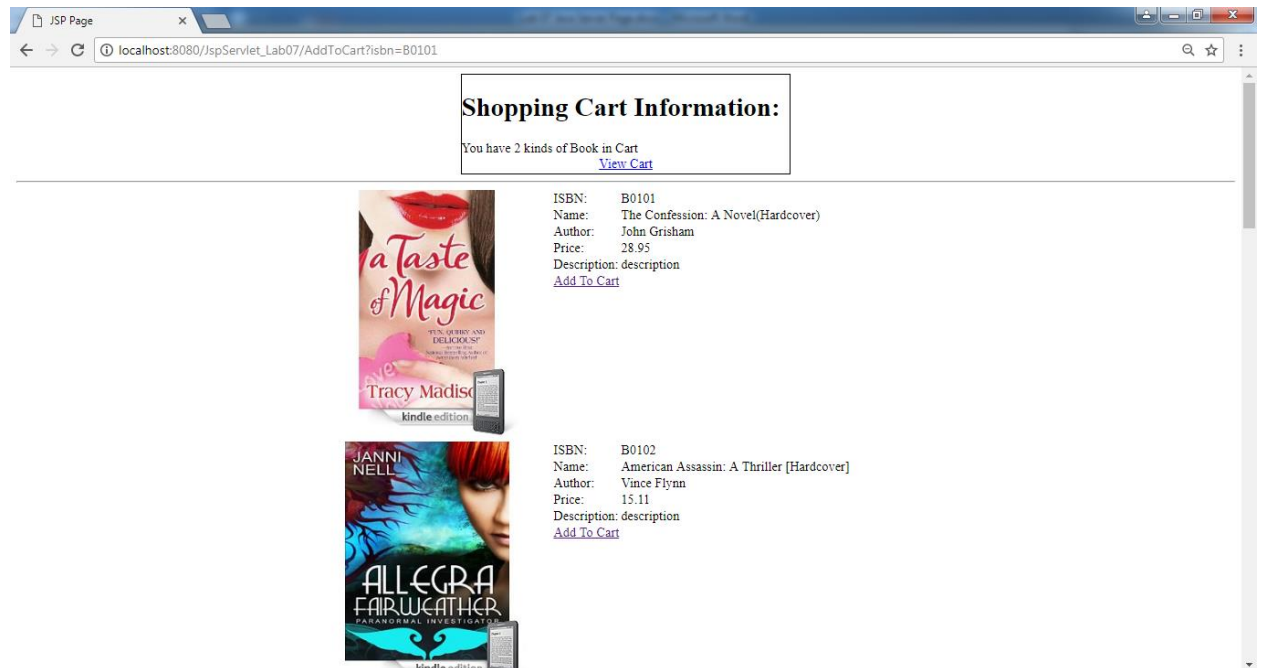 JSP Page
localhost:8080/JspServlet_Lab07/AddToCart?isbn=B0101
Shopping Cart Information:
You have 2 kinds of Book in Cart
View Cart
a Taste
of Magic
"FUN, QUIRKY AND
DELICIOUS!"
Tracy Madiso
kindle edition
ISBN: B0101
Name: The Confession: A Novel(Hardcover)
Author: John Grisham
Price: 28.95
Description: description
Add To Cart
JANNI
NELL
ALLEGRA
FAIRWEATHER
PARANORMAL INVESTIGATOR
kindle edition
ISBN: B0102
Name: American Assassin: A Thriller [Hardcover]
Author: Vince Flynn
Price: 15.11
Description: description
Add To Cart